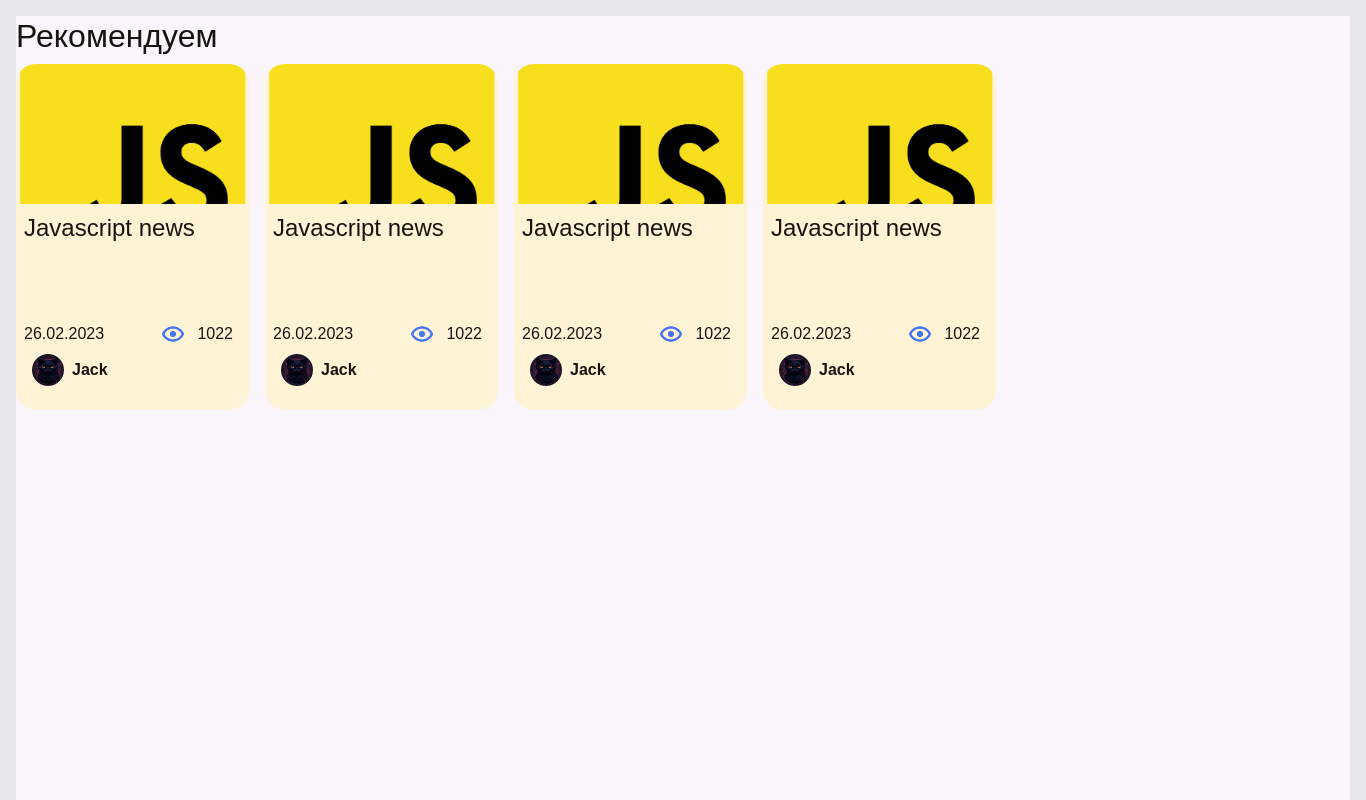 Рекомендуем
JS JS JS JS
Javascript news Javascript news Javascript news Javascript news
26.02.2023 1022 26.02.2023 1022 26.02.2023 1022 26.02.2023 1022
Jack Jack Jack Jack